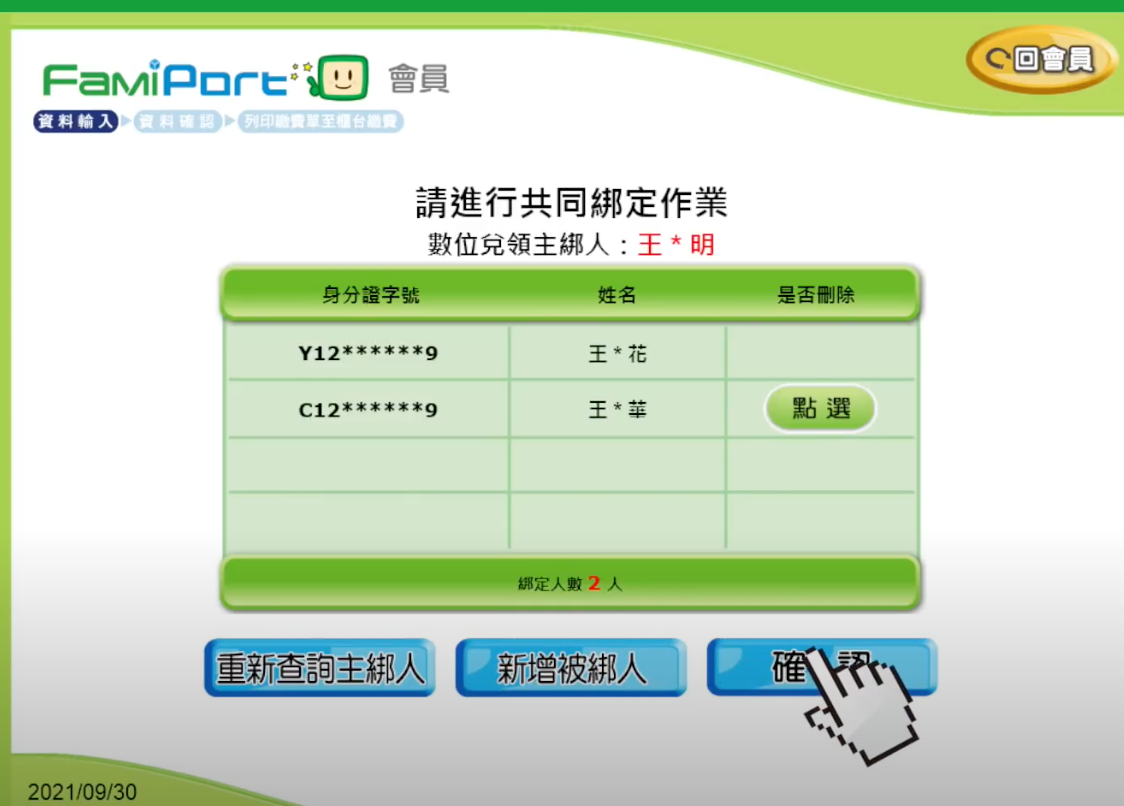 FamiPort 會員
回會員
資料輸入 資料確認 列印繳費單至櫃台繳費
請進行共同綁定作業
數位兌領主綁人：王*明
身分證字號 姓名 是否刪除
Y12******9 王*花
C12******9 王*華 點選
綁定人數 2 人
重新查詢主綁人 新增被綁人 確認
2021/09/30